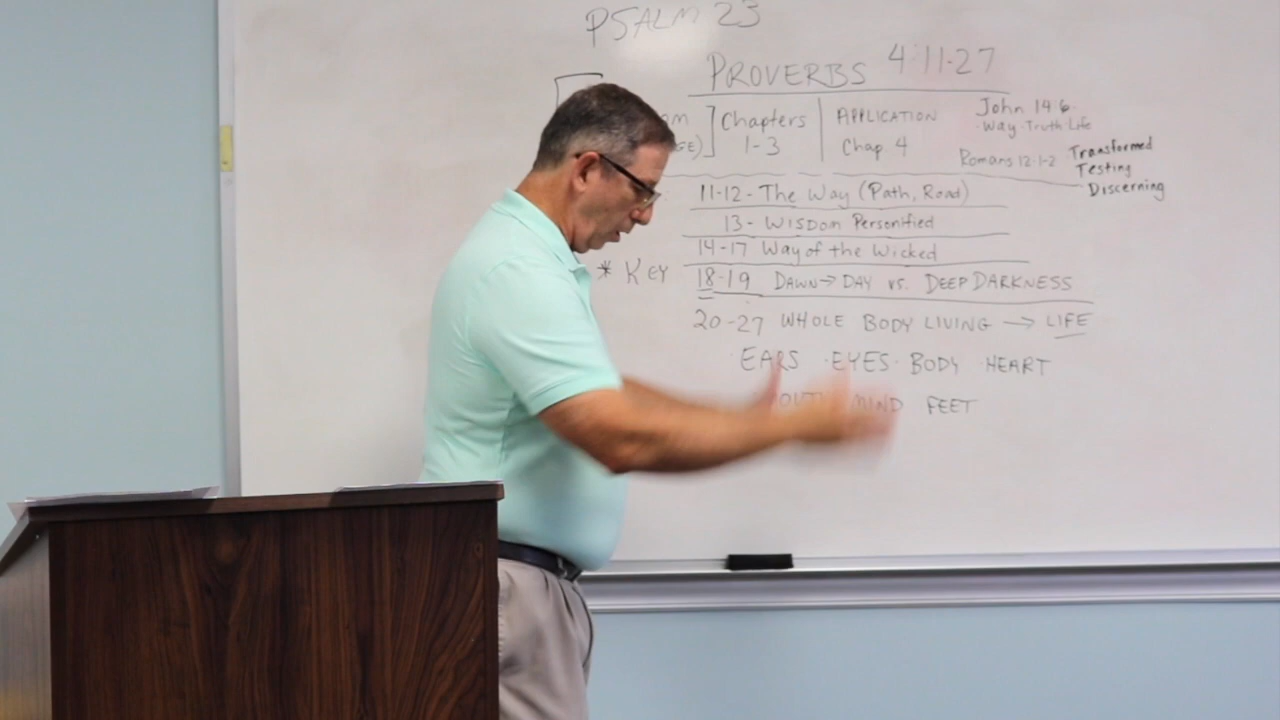 PSALM 23
PROVERBS 4:11-27
] Chapters 1-3
APPLICATION Chap. 4
John 14:6
· Way · Truth Life
Romans 12:1-2
Transformed
Testing
Discerning
11-12 - The Way (Path, Road)
13 - WISDOM Personified
14-17 Way of the Wicked
* KEY 18-19 DAWN → DAY vs. DEEP DARKNESS
20-27 WHOLE BODY LIVING → LIFE
· EARS · EYES · BODY · HEART
MIND FEET